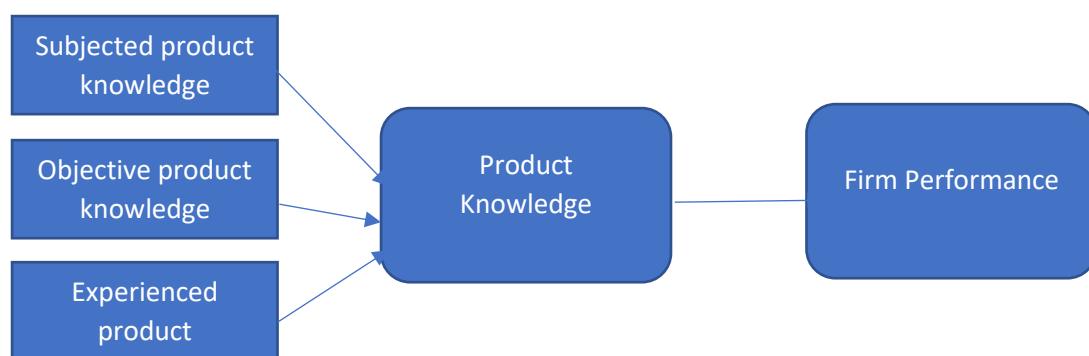 Subjected product
knowledge
Objective product
knowledge
Experienced
product
Product
Knowledge
Firm Performance